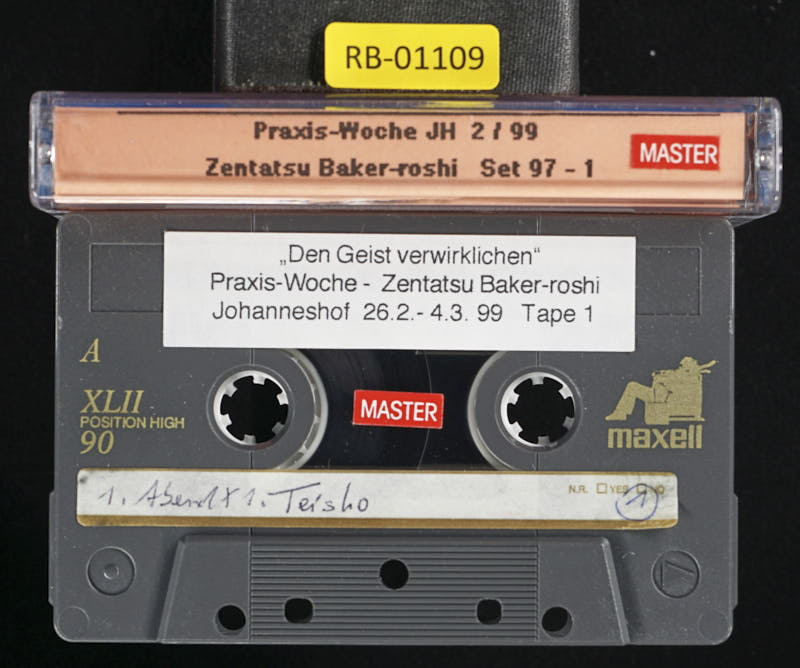 RB-01109
Praxis-Woche JH 2 / 99
Zentatsu Baker-roshi Set 97 - 1
MASTER
„Den Geist verwirklichen“
Praxis-Woche - Zentatsu Baker-roshi
Johanneshof 26.2.- 4.3. 99 Tape 1
A
XLII
POSITION HIGH
90
MASTER
maxell
1. Abend + 1. Teisho
N.R. YES NO
1